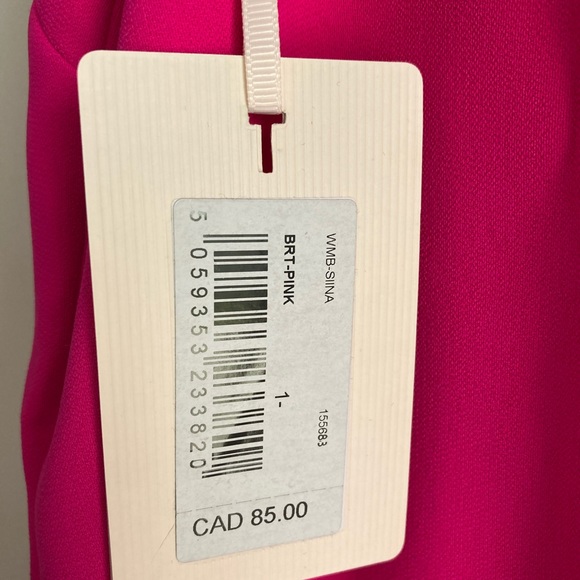 WMB-SIINA 155683
BRT-PINK 1-
5 059353 233820
CAD 85.00